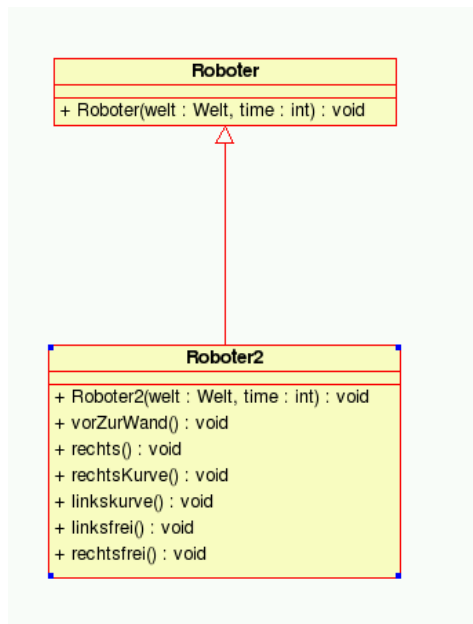 Roboter
+ Roboter(welt : Welt, time : int) : void
Roboter2
+ Roboter2(welt : Welt, time : int) : void
+ vorZurWand() : void
+ rechts() : void
+ rechtsKurve() : void
+ linkskurve() : void
+ linksfrei() : void
+ rechtsfrei() : void